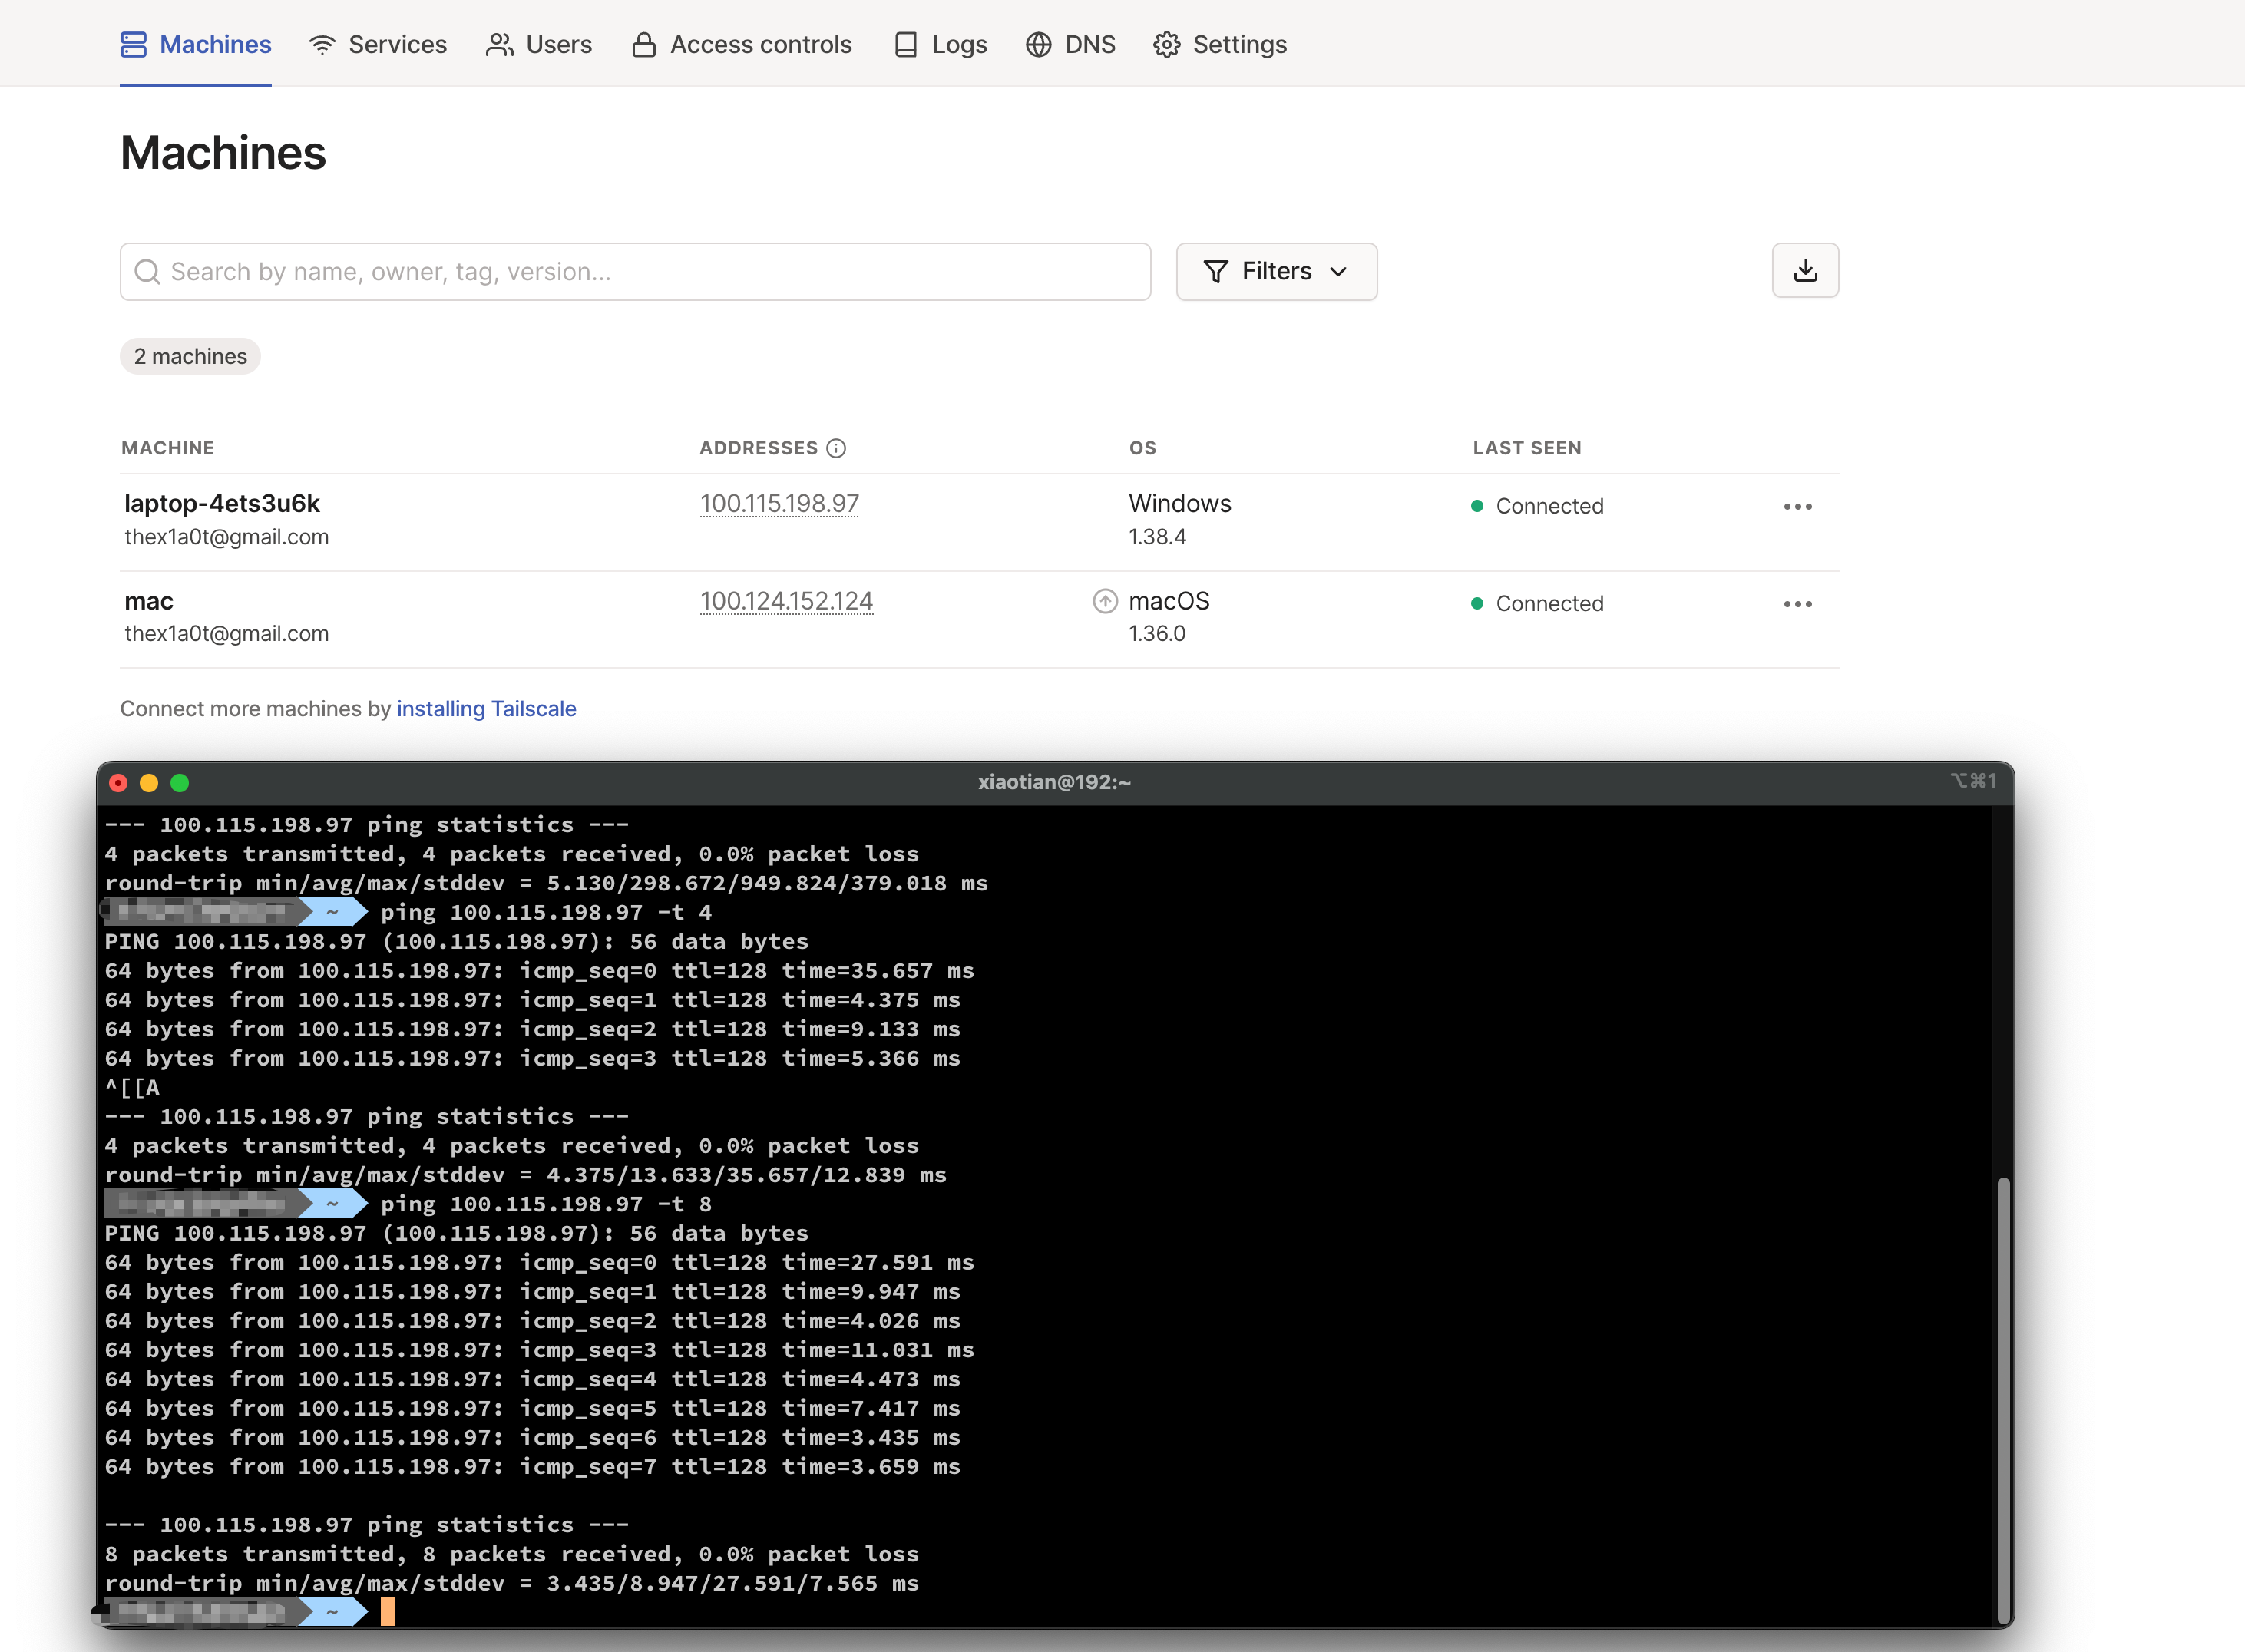 Machines Services Users Access controls Logs DNS Settings
Machines
Search by name, owner, tag, version... Filters
2 machines
MACHINE ADDRESSES OS LAST SEEN
laptop-4ets3u6k 100.115.198.97 Windows Connected
thex1a0t@gmail.com 1.38.4
mac 100.124.152.124 macOS Connected
thex1a0t@gmail.com 1.36.0
Connect more machines by installing Tailscale
xiaotian@192:~ ⌥⌘1
--- 100.115.198.97 ping statistics ---
4 packets transmitted, 4 packets received, 0.0% packet loss
round-trip min/avg/max/stddev = 5.130/298.672/949.824/379.018 ms
~ ping 100.115.198.97 -t 4
PING 100.115.198.97 (100.115.198.97): 56 data bytes
64 bytes from 100.115.198.97: icmp_seq=0 ttl=128 time=35.657 ms
64 bytes from 100.115.198.97: icmp_seq=1 ttl=128 time=4.375 ms
64 bytes from 100.115.198.97: icmp_seq=2 ttl=128 time=9.133 ms
64 bytes from 100.115.198.97: icmp_seq=3 ttl=128 time=5.366 ms
^[[A
--- 100.115.198.97 ping statistics ---
4 packets transmitted, 4 packets received, 0.0% packet loss
round-trip min/avg/max/stddev = 4.375/13.633/35.657/12.839 ms
~ ping 100.115.198.97 -t 8
PING 100.115.198.97 (100.115.198.97): 56 data bytes
64 bytes from 100.115.198.97: icmp_seq=0 ttl=128 time=27.591 ms
64 bytes from 100.115.198.97: icmp_seq=1 ttl=128 time=9.947 ms
64 bytes from 100.115.198.97: icmp_seq=2 ttl=128 time=4.026 ms
64 bytes from 100.115.198.97: icmp_seq=3 ttl=128 time=11.031 ms
64 bytes from 100.115.198.97: icmp_seq=4 ttl=128 time=4.473 ms
64 bytes from 100.115.198.97: icmp_seq=5 ttl=128 time=7.417 ms
64 bytes from 100.115.198.97: icmp_seq=6 ttl=128 time=3.435 ms
64 bytes from 100.115.198.97: icmp_seq=7 ttl=128 time=3.659 ms
--- 100.115.198.97 ping statistics ---
8 packets transmitted, 8 packets received, 0.0% packet loss
round-trip min/avg/max/stddev = 3.435/8.947/27.591/7.565 ms
~